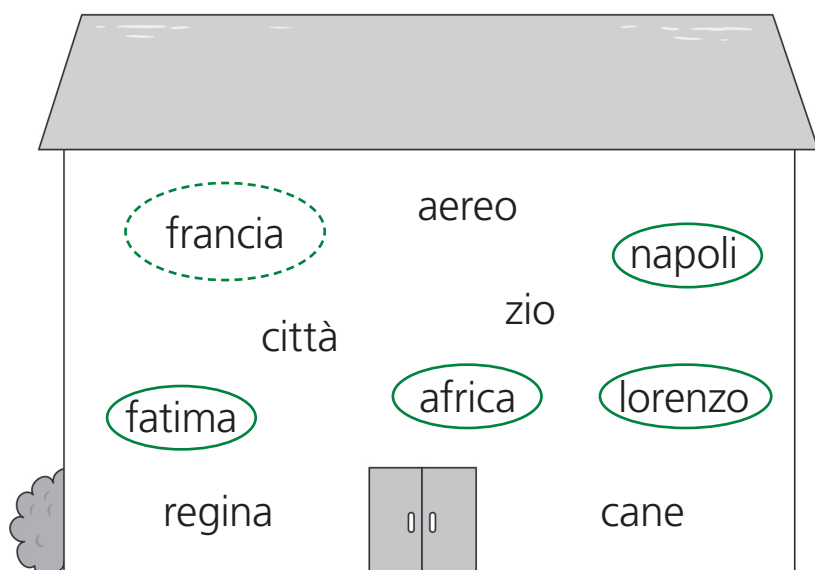 aereo
francia
napoli
zio
città
africa
lorenzo
fatima
regina
cane